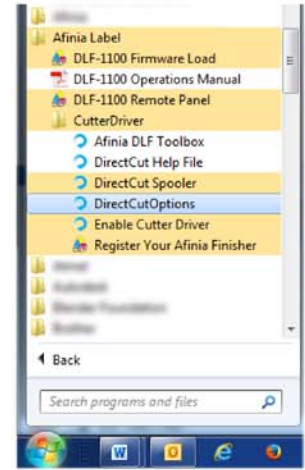 Afinia Label
DLF-1100 Firmware Load
DLF-1100 Operations Manual
DLF-1100 Remote Panel
CutterDriver
Afinia DLF Toolbox
DirectCut Help File
DirectCut Spooler
DirectCutOptions
Enable Cutter Driver
Register Your Afinia Finisher
Back
Search programs and files